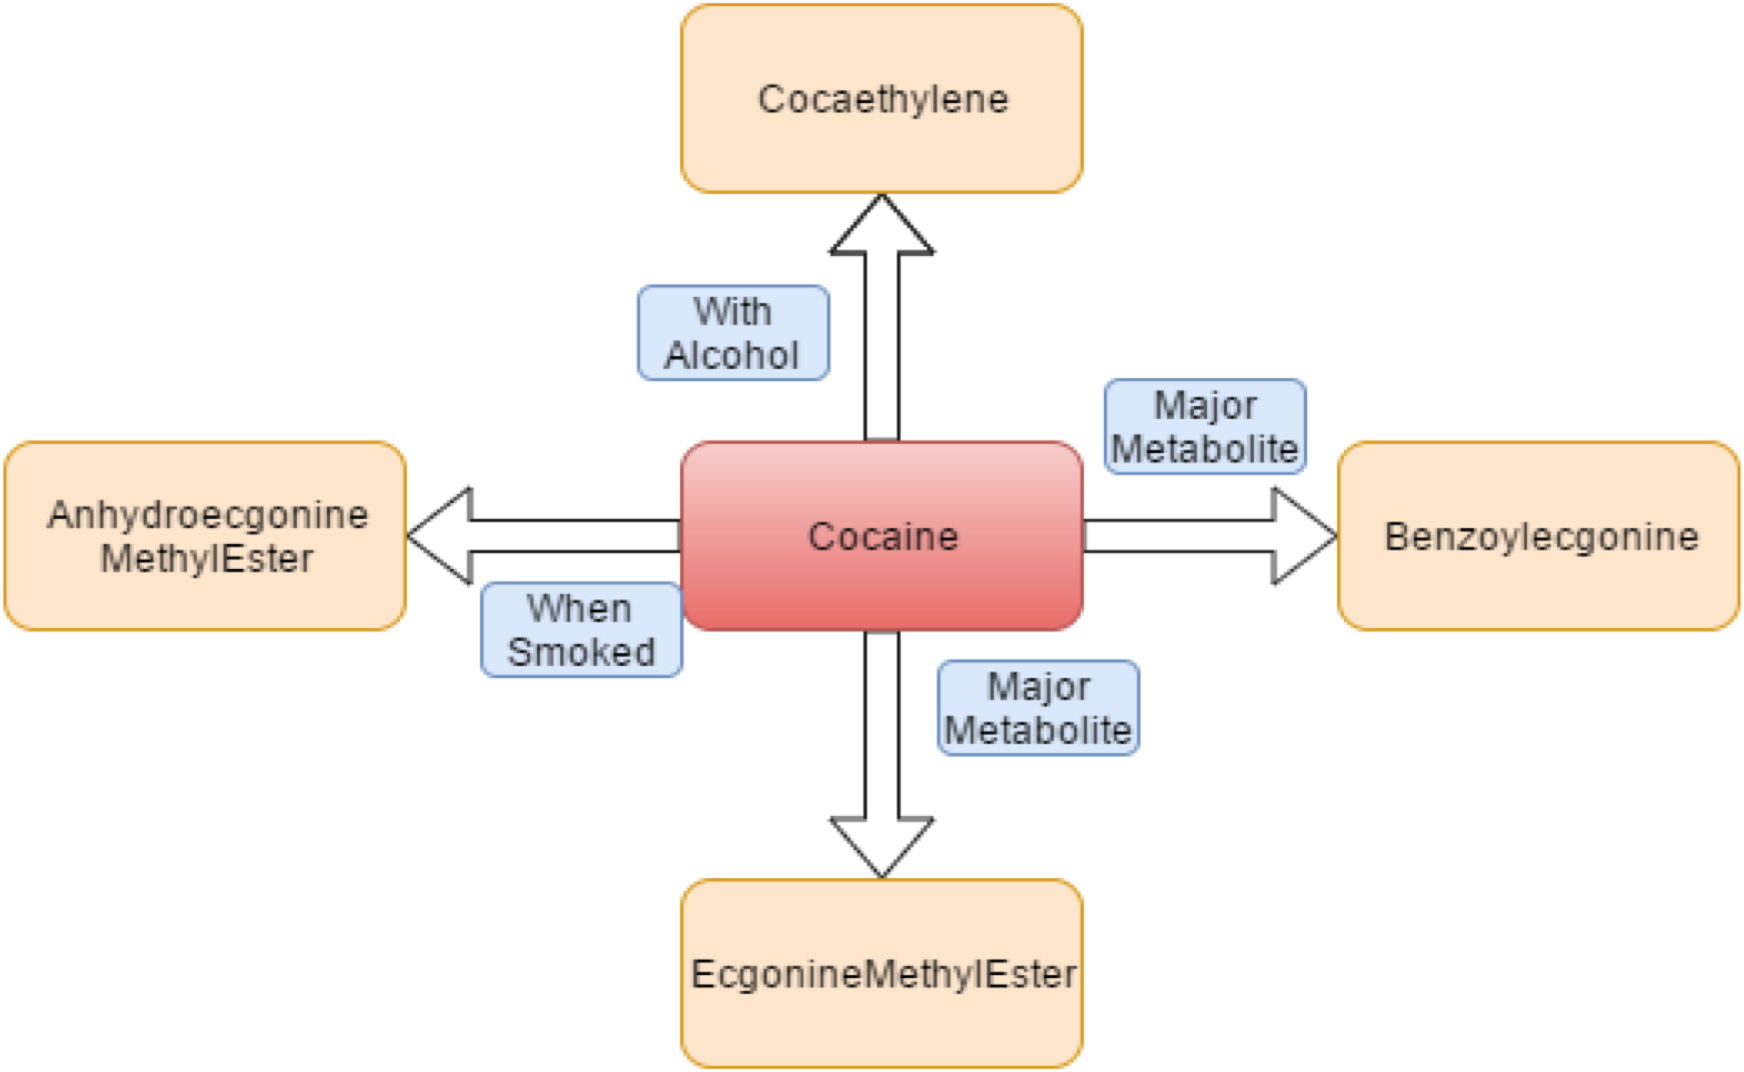 Cocaethylene
With
Alcohol
Major
Metabolite
Anhydroecgonine
MethylEster
Cocaine
Benzoylecgonine
When
Smoked
Major
Metabolite
EcgonineMethylEster